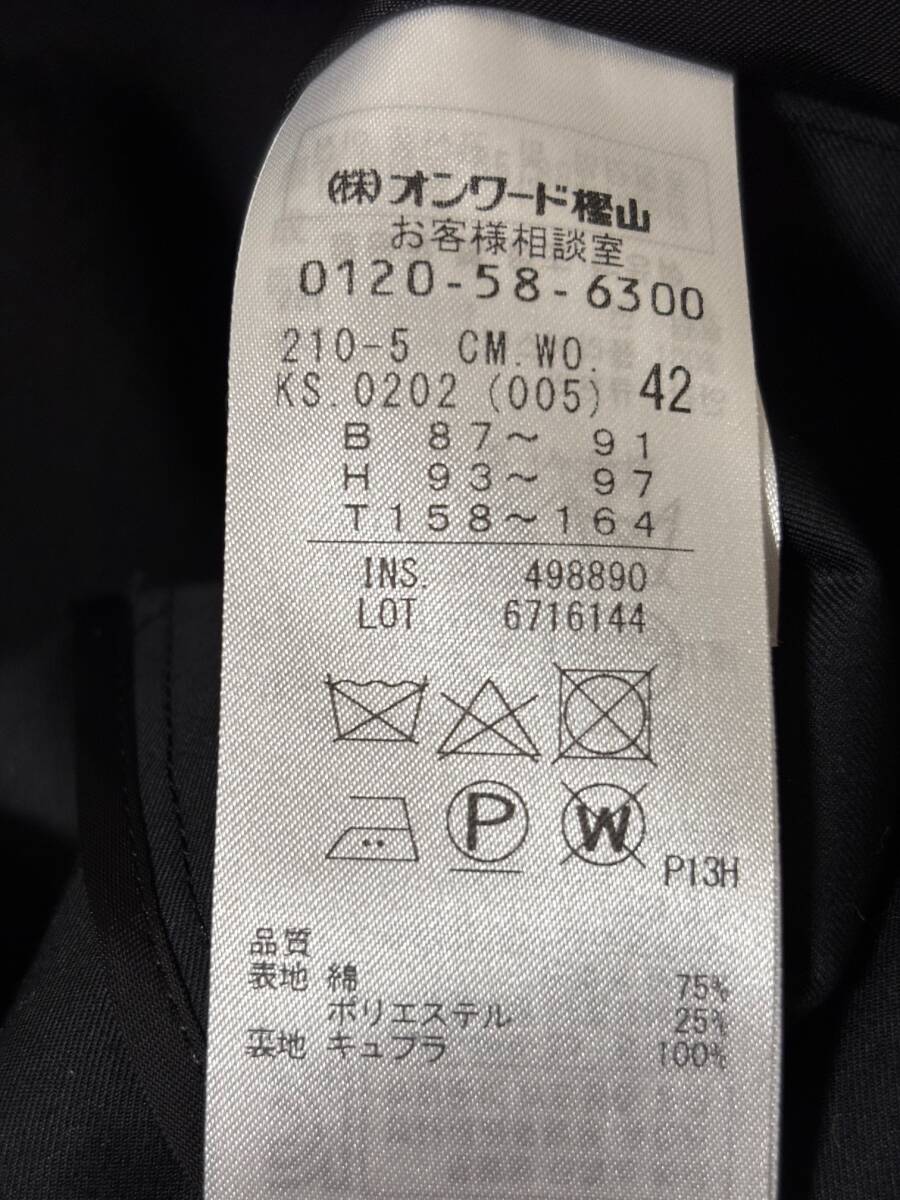 (株)オンワード樫山
お客様相談室
0120-58-6300
210-5 CM.WO.
KS.0202 (005) 42
B 87〜 91
H 93〜 97
T158〜164
INS. 498890
LOT 6716144
P W
P13H
品質
表地 綿 75%
ポリエステル 25%
裏地 キュプラ 100%